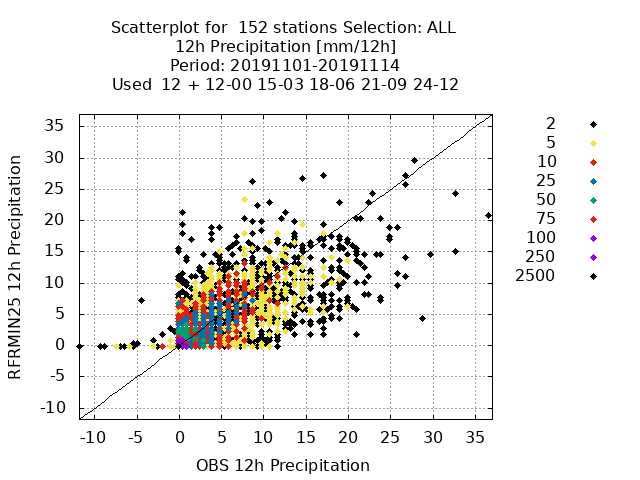 Scatterplot for 152 stations Selection: ALL
12h Precipitation [mm/12h]
Period: 20191101-20191114
Used 12 + 12-00 15-03 18-06 21-09 24-12
RFRMIN25 12h Precipitation
35
30
25
20
15
10
5
0
-5
-10
-10 -5 0 5 10 15 20 25 30 35
OBS 12h Precipitation
2
5
10
25
50
75
100
250
2500